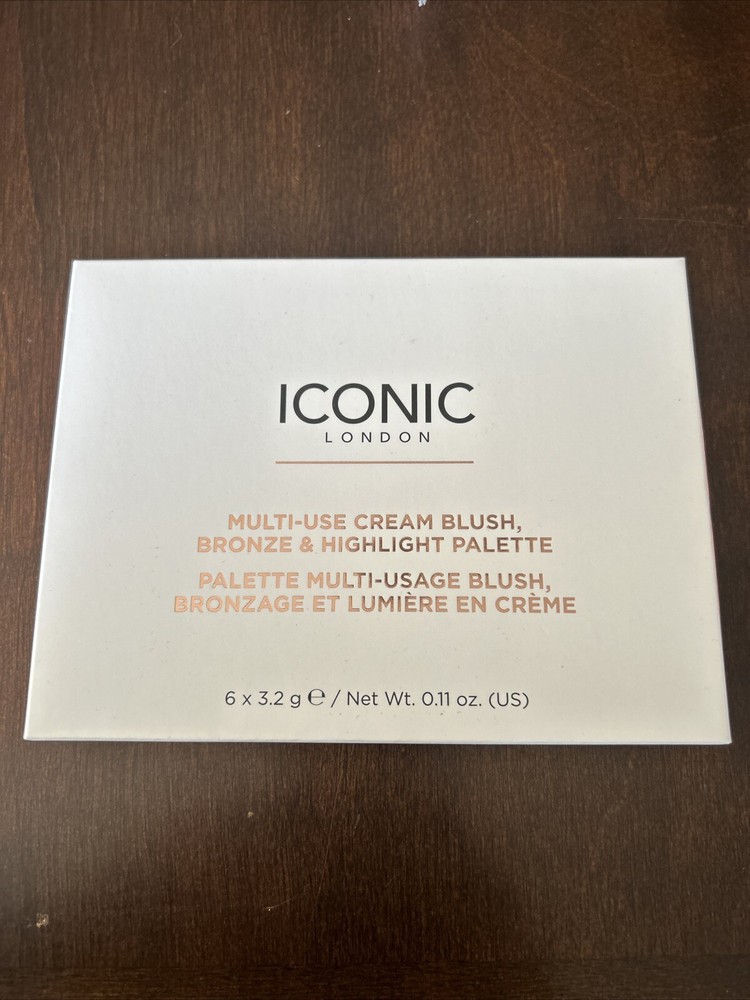 ICONIC
LONDON
MULTI-USE CREAM BLUSH,
BRONZE & HIGHLIGHT PALETTE
PALETTE MULTI-USAGE BLUSH,
BRONZAGE ET LUMIÈRE EN CRÈME
6 x 3.2 g ℮ / Net Wt. 0.11 oz. (US)